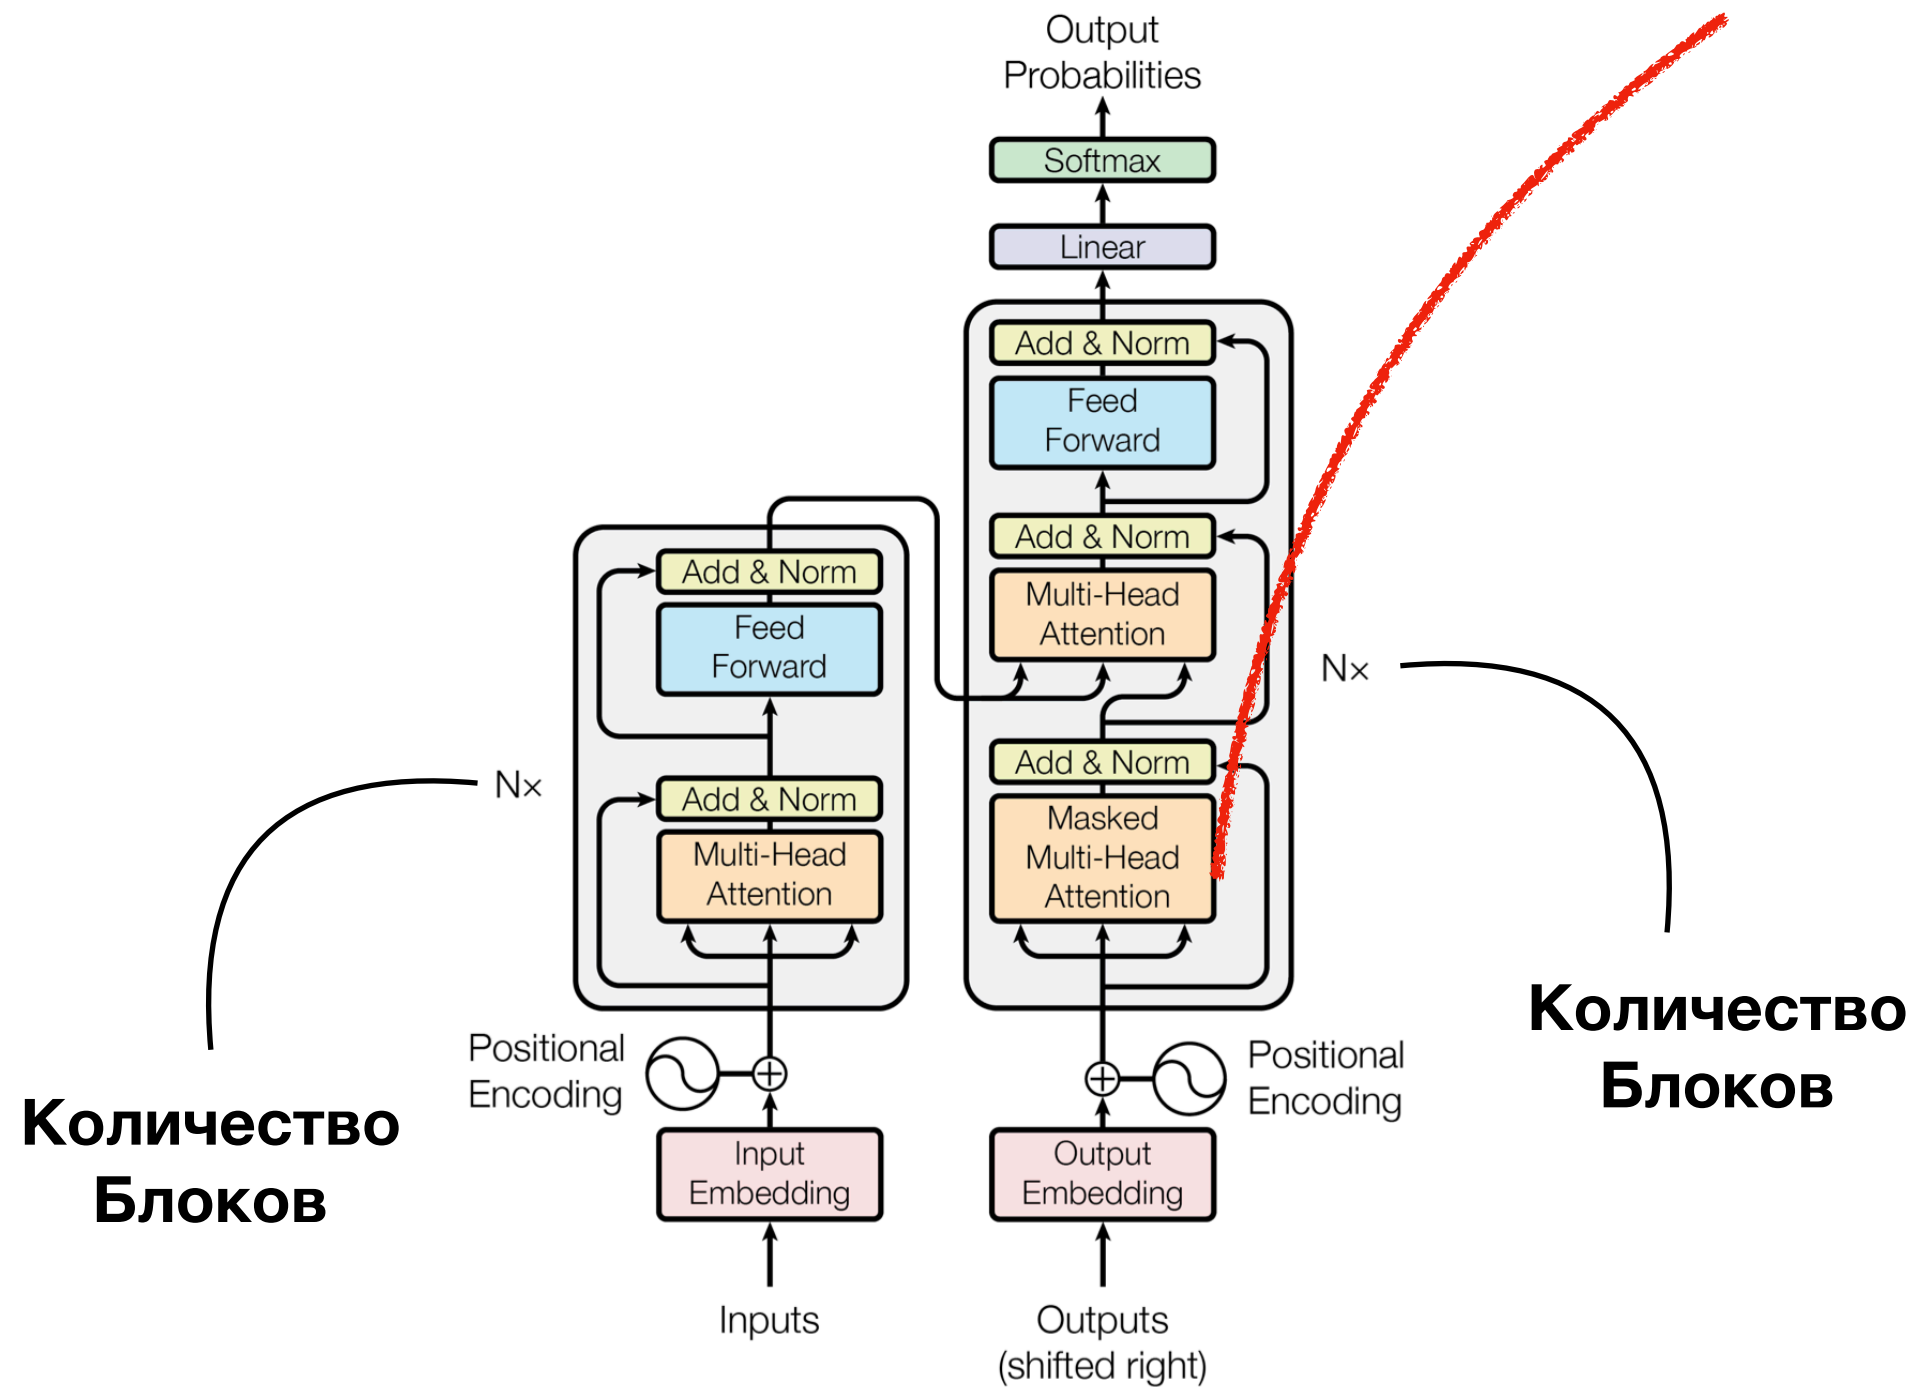 Output
Probabilities
Softmax
Linear
Add & Norm
Feed
Forward
Add & Norm
Multi-Head
Attention
Add & Norm
Masked
Multi-Head
Attention
N×
Количество
Блоков
Positional
Encoding
Output
Embedding
Outputs
(shifted right)
Add & Norm
Feed
Forward
Add & Norm
Multi-Head
Attention
N×
Количество
Блоков
Positional
Encoding
Input
Embedding
Inputs